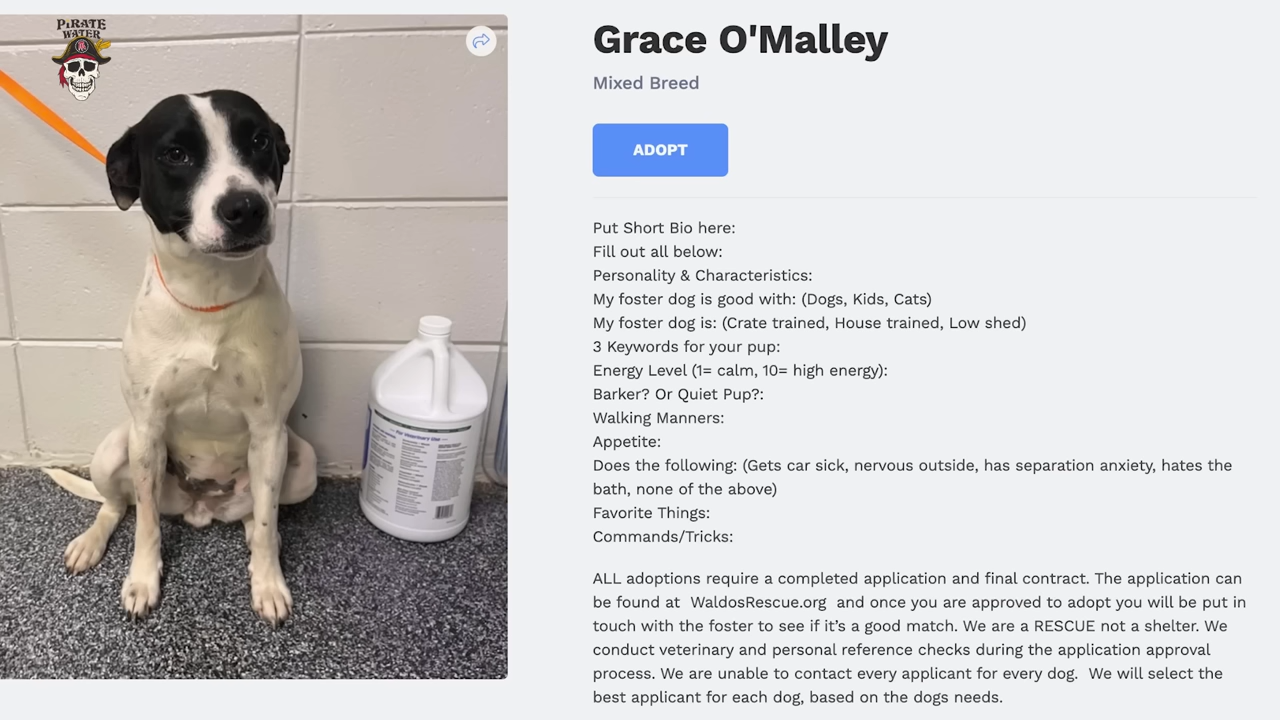 PIRATE
WATER
Grace O'Malley
Mixed Breed
ADOPT
Put Short Bio here:
Fill out all below:
Personality & Characteristics:
My foster dog is good with: (Dogs, Kids, Cats)
My foster dog is: (Crate trained, House trained, Low shed)
3 Keywords for your pup:
Energy Level (1= calm, 10= high energy):
Barker? Or Quiet Pup?:
Walking Manners:
Appetite:
Does the following: (Gets car sick, nervous outside, has separation anxiety, hates the
bath, none of the above)
Favorite Things:
Commands/Tricks:
ALL adoptions require a completed application and final contract. The application can
be found at  WaldosRescue.org  and once you are approved to adopt you will be put in
touch with the foster to see if it’s a good match. We are a RESCUE not a shelter. We
conduct veterinary and personal reference checks during the application approval
process. We are unable to contact every applicant for every dog.  We will select the
best applicant for each dog, based on the dogs needs.
For Veterinary Use